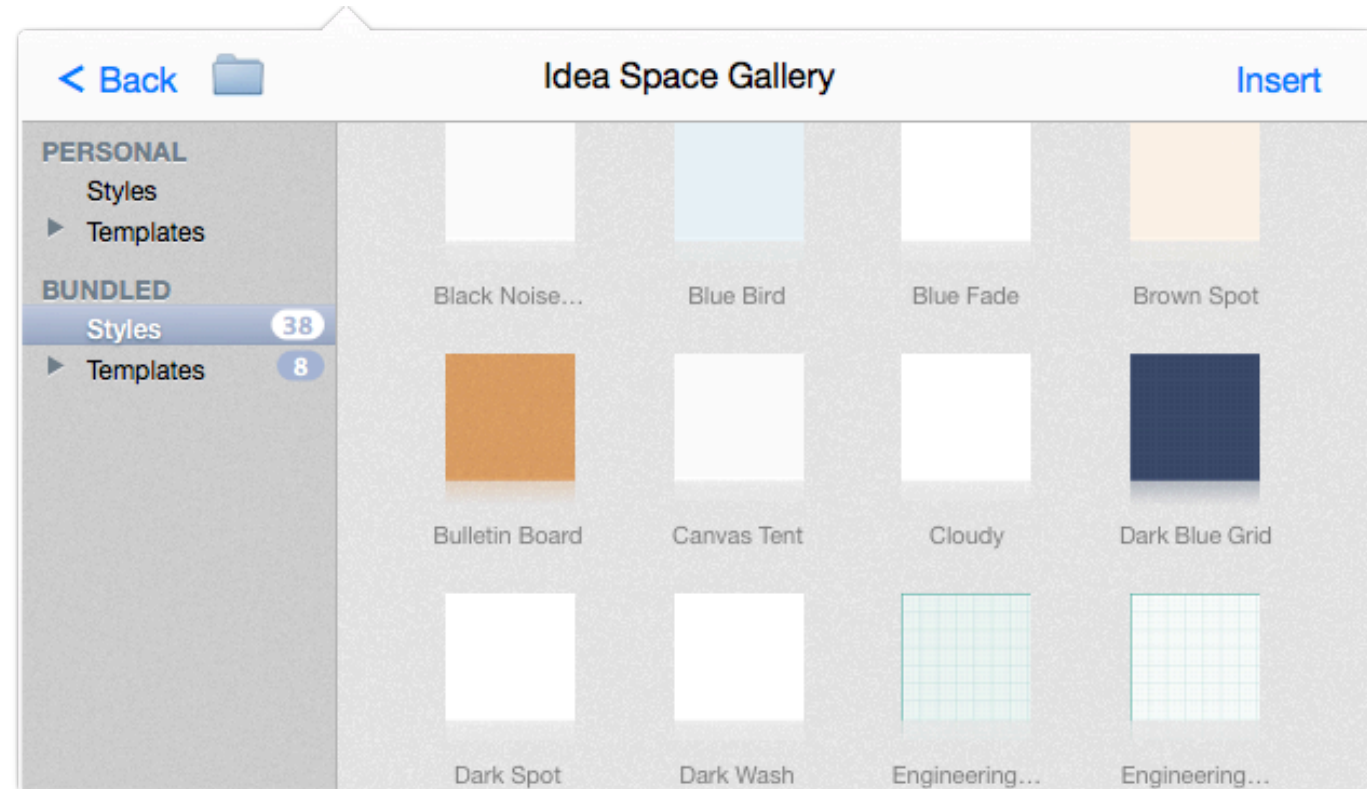 < Back Idea Space Gallery Insert
PERSONAL
Styles
Templates
BUNDLED
Styles 38
Templates 8
Black Noise... Blue Bird Blue Fade Brown Spot
Bulletin Board Canvas Tent Cloudy Dark Blue Grid
Dark Spot Dark Wash Engineering... Engineering...